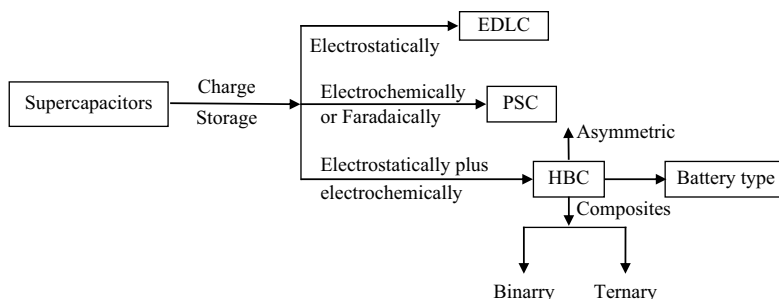 EDLC
Electrostatically
Charge
Storage
Supercapacitors
Electrochemically
or Faradaically
PSC
Asymmetric
Electrostatically plus
electrochemically
HBC
Battery type
Composites
Binarry
Ternary